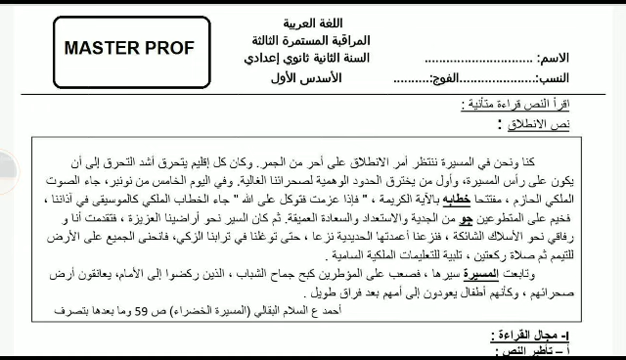 اللغة العربية
المراقبة المستمرة الثالثة
MASTER PROF
الاسم: ..............................
السنة الثانية ثانوي إعدادي
النسب:......................الفوج:...........
الأسدس الأول
اقرأ النص قراءة متأنية :
نص الانطلاق :
كنا ونحن في المسيرة ننتظر أمر الانطلاق على أحر من الجمر. وكان كل إقليم يتحرق أشد التحرق إلى أن
يكون على رأس المسيرة، وأول من يخترق الحدود الوهمية لصحرائنا الغالية. وفي اليوم الخامس من نونبر، جاء الصوت
الملكي الحازم ، مفتتحا خطابه بالآية الكريمة ، " فإذا عزمت فتوكل على الله " جاء الخطاب الملكي كالموسيقى في آذاننا ،
فخيم على المتطوعين جو من الجدية والاستعداد والسعادة العميقة. ثم كان السير نحو أراضينا العزيزة ، فتقدمت أنا و
رفاقي نحو الأسلاك الشائكة ، فنزعنا أعمدتها الحديدية نزعا ، حتى توغلنا في ترابنا الزكي، فانحنى الجميع على الأرض
للتيمم ثم صلاة ركعتين ، تلبية للتعليمات الملكية السامية .
وتابعت المسيرة سيرها ، فصعب على المؤطرين كبح جماح الشباب ، الذين ركضوا إلى الأمام، يعانقون أرض
صحرائهم ، وكأنهم أطفال يعودون إلى أمهم بعد فراق طويل .
أحمد ع السلام البقالي (المسيرة الخضراء) ص 59 وما بعدها بتصرف
I- مجال القراءة :
أ – تأطير النص :